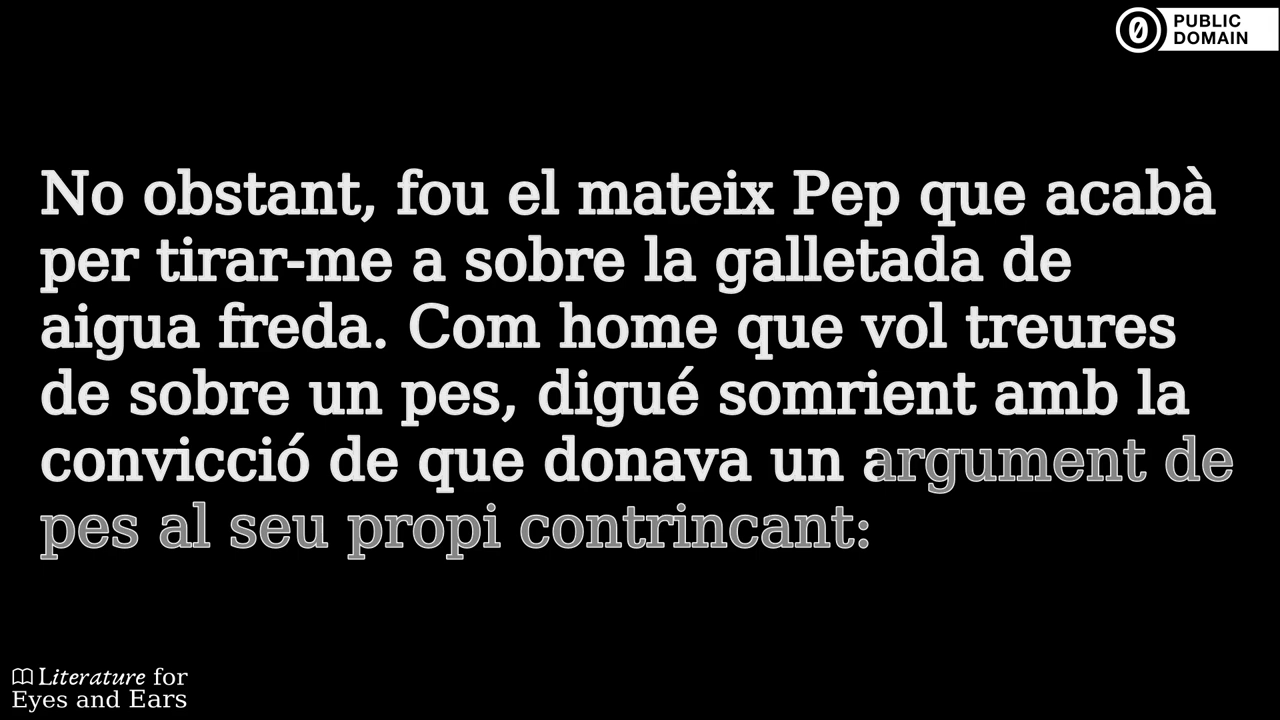 PUBLIC
DOMAIN
No obstant, fou el mateix Pep que acabà
per tirar-me a sobre la galletada de
aigua freda. Com home que vol treures
de sobre un pes, digué somrient amb la
convicció de que donava un argument de
pes al seu propi contrincant:
Literature for
Eyes and Ears